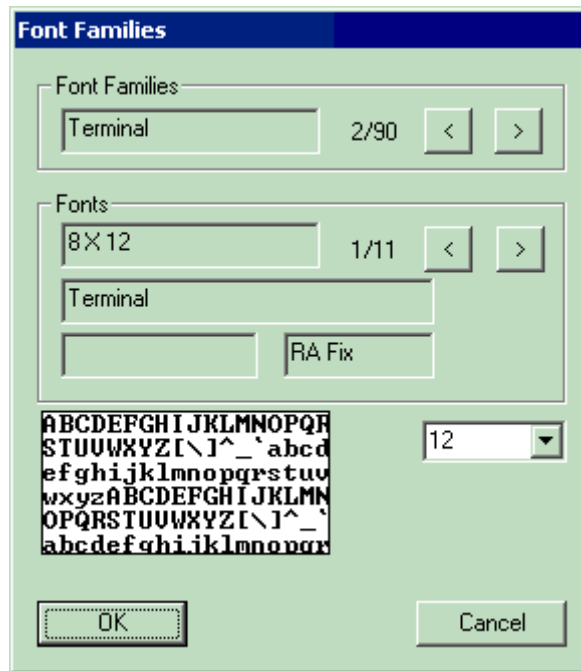 Font Families
Font Families
Terminal 2/90 < >
Fonts
8 X 12 1/11 < >
Terminal
RA Fix
ABCDEFGHIJKLMNOPQR
STUVWXYZ[\]^_`abcd
efghijklmnopqrstuv
wxyzABCDEFGHIJKLMN
OPQRSTUVWXYZ[\]^_`
abcdefghijklmnopqr
12
OK Cancel